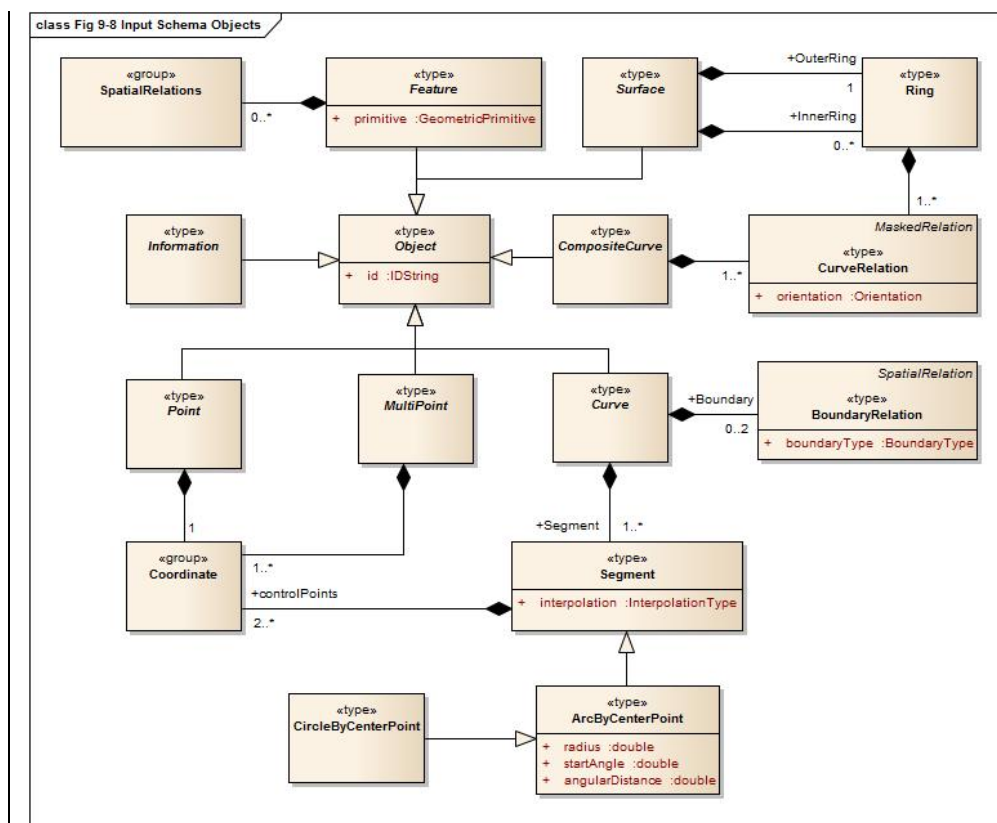 class Fig 9-8 Input Schema Objects
«group»
SpatialRelations
0..*
«type»
Feature
+ primitive :GeometricPrimitive
«type»
Surface
+OuterRing
1
+InnerRing
0..*
«type»
Ring
1..*
«type»
Information
«type»
Object
+ id :IDString
«type»
CompositeCurve
1..*
MaskedRelation
«type»
CurveRelation
+ orientation :Orientation
«type»
Point
«type»
MultiPoint
«type»
Curve
+Boundary
0..2
SpatialRelation
«type»
BoundaryRelation
+ boundaryType :BoundaryType
1
1..*
+Segment
1..*
«group»
Coordinate
+controlPoints
2..*
«type»
Segment
+ interpolation :InterpolationType
«type»
CircleByCenterPoint
«type»
ArcByCenterPoint
+ radius :double
+ startAngle :double
+ angularDistance :double